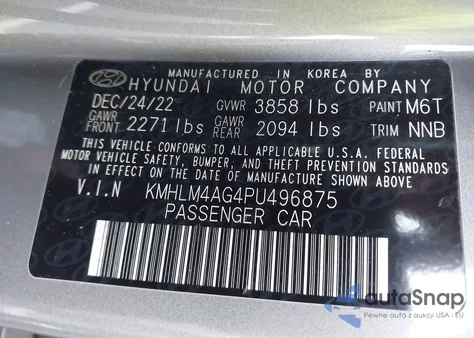 MANUFACTURED IN KOREA BY
HYUNDAI MOTOR COMPANY
DEC/24/22 GVWR 3858 lbs PAINT M6T
GAWR FRONT 2271 lbs GAWR REAR 2094 lbs TRIM NNB
THIS VEHICLE CONFORMS TO ALL APPLICABLE U.S.A. FEDERAL
MOTOR VEHICLE SAFETY, BUMPER, AND THEFT PREVENTION STANDARDS
IN EFFECT ON THE DATE OF MANUFACTURE SHOWN ABOVE.
V.I.N KMHLM4AG4PU496875
PASSENGER CAR
autoSnap
Pewne auta z aukcji USA i EU